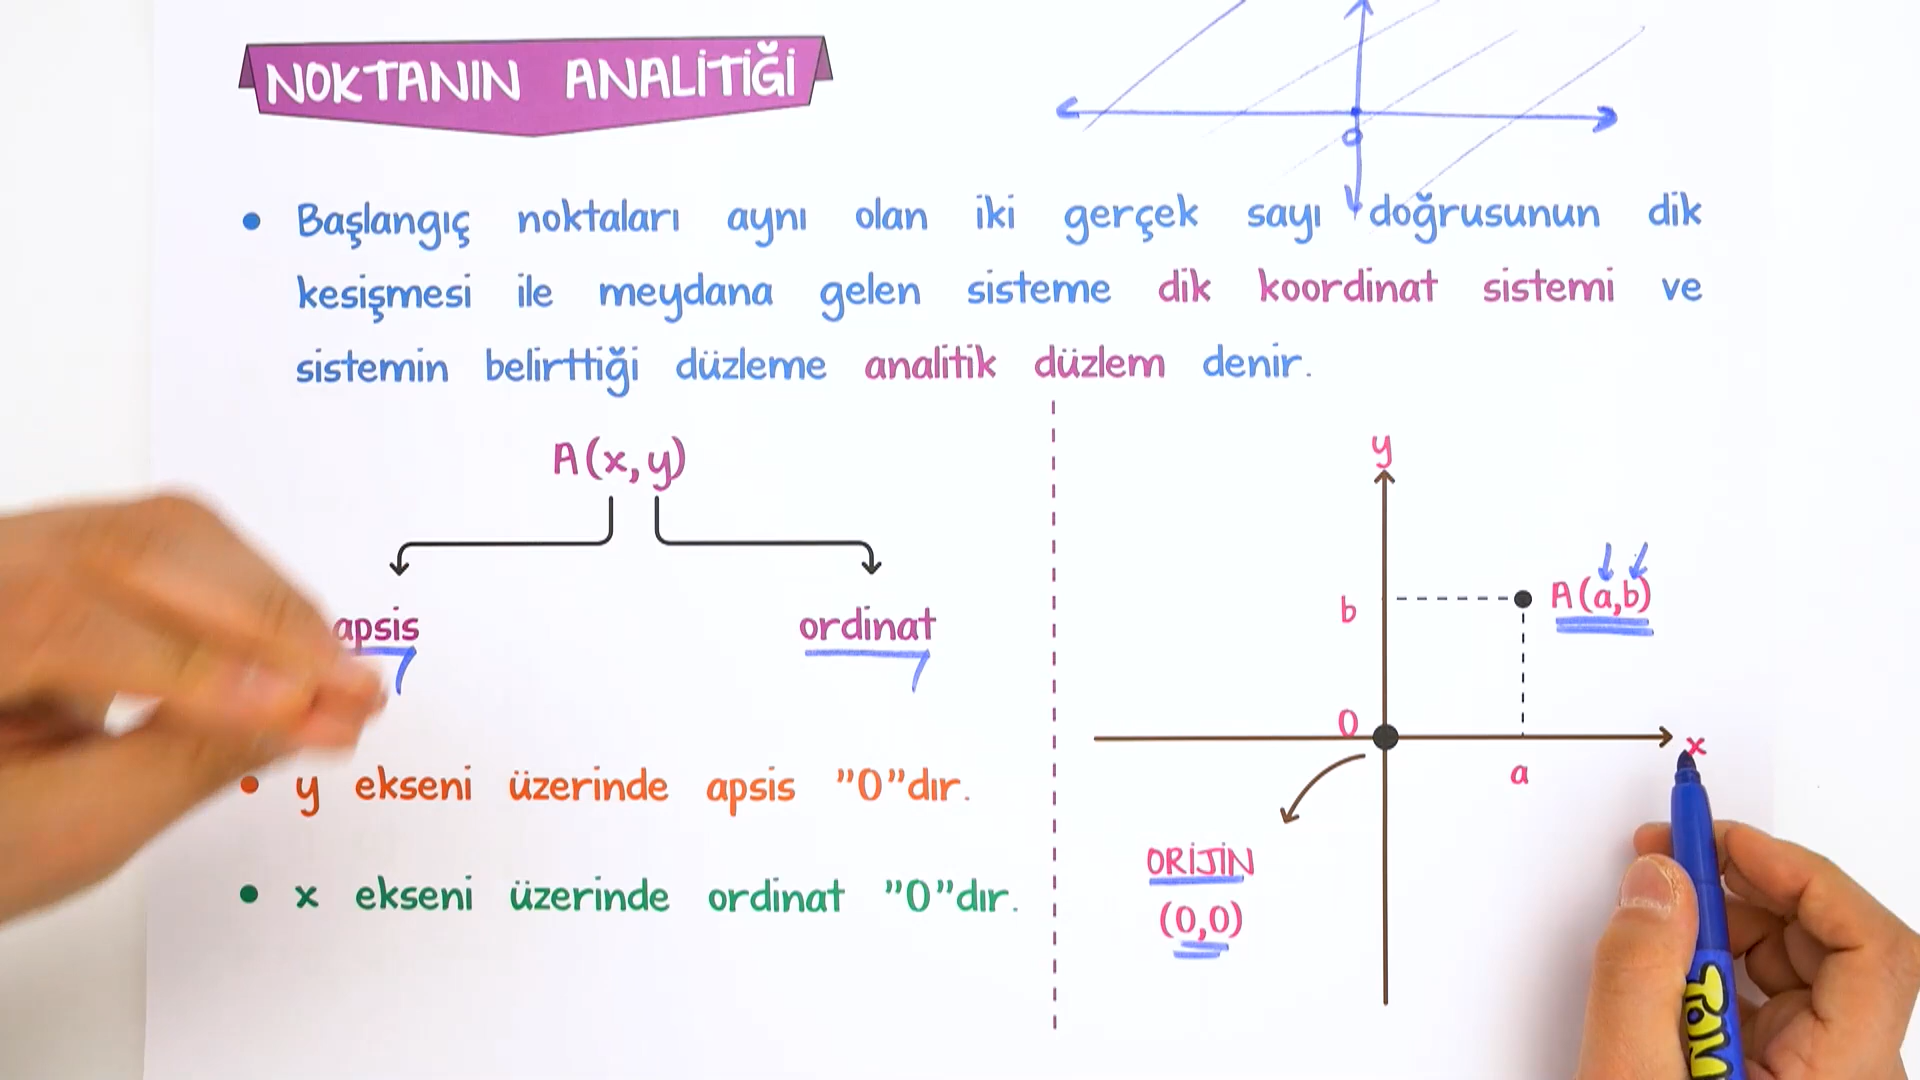 NOKTANIN ANALİTİĞİ
O
• Başlangıç noktaları aynı olan iki gerçek sayı doğrusunun dik
kesişmesi ile meydana gelen sisteme dik koordinat sistemi ve
sistemin belirttiği düzleme analitik düzlem denir.
A(x,y)
apsis ordinat
• y ekseni üzerinde apsis "0"dır.
• x ekseni üzerinde ordinat "0"dır.
y
A(a,b)
b
O
x
a
ORİJİN
(0,0)